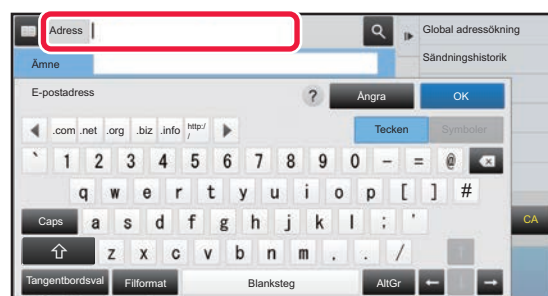 Adress
Global adressökning
Ämne
Sändningshistorik
E-postadress
?
Ångra
OK
.com .net .org .biz .info http:/
/
Tecken
Symboler
` 1 2 3 4 5 6 7 8 9 0 - = @
q w e r t y u i o p [ ] #
Caps a s d f g h j k l ; '
CA
z x c v b n m . . /
Tangentbordsval Filformat Blanksteg AltGr